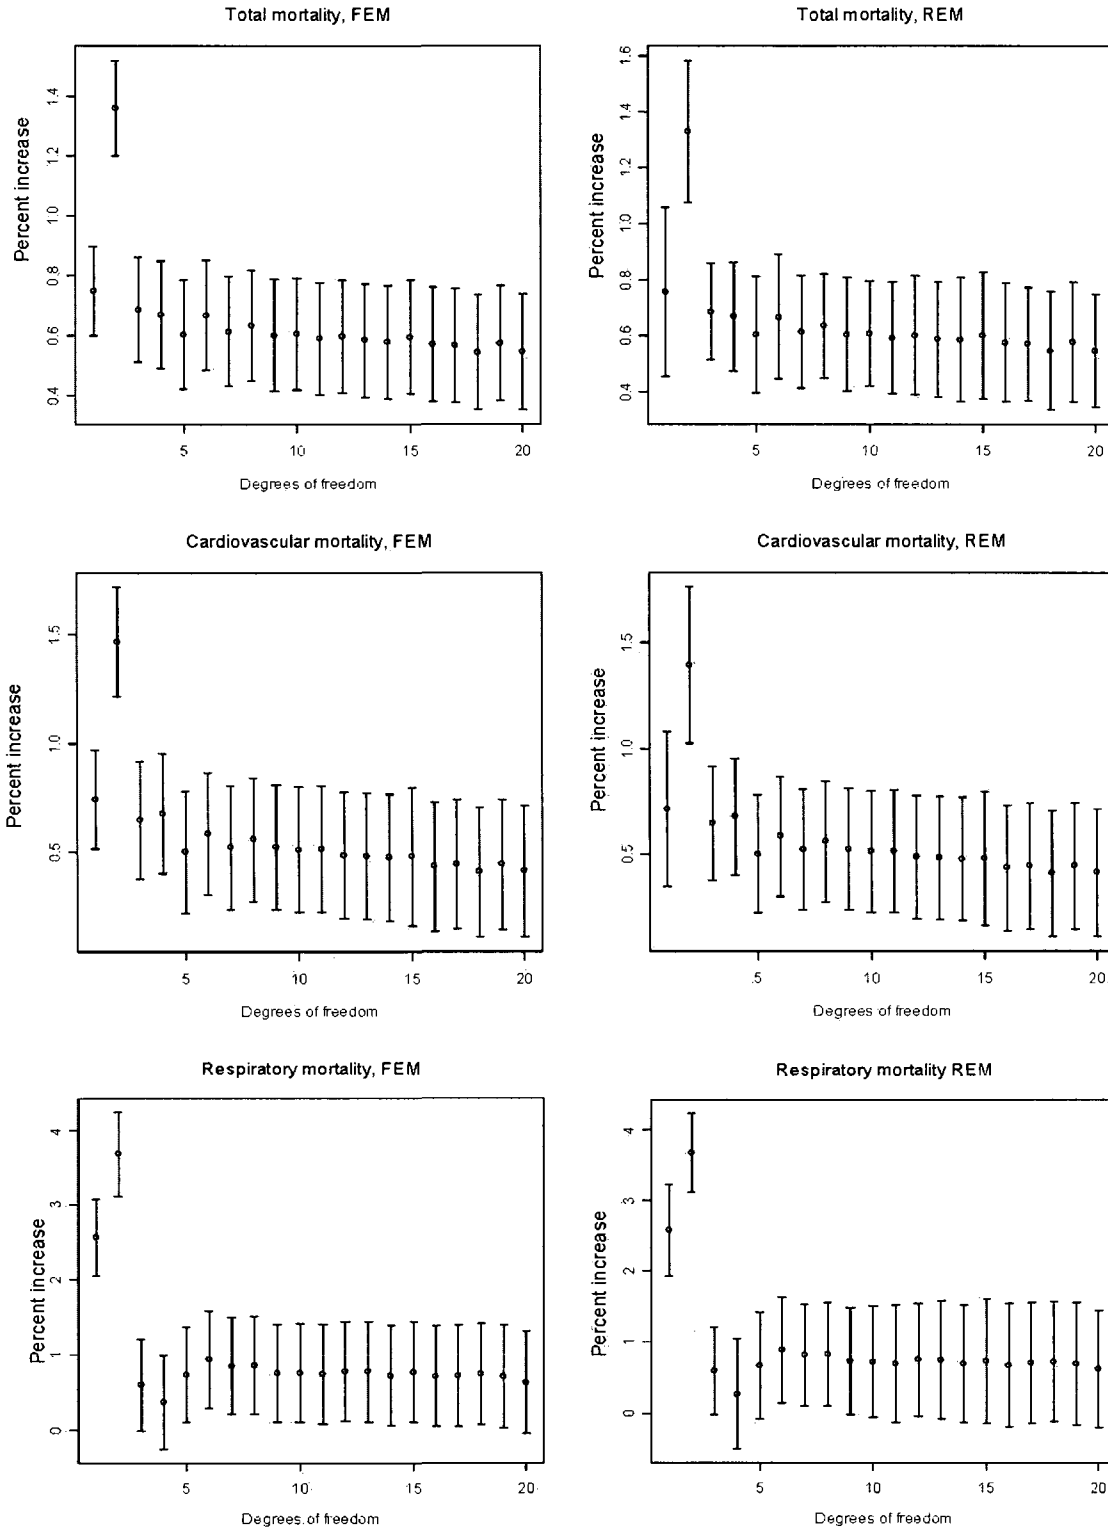 Total mortality, FEM
Total mortality, REM
Percent increase
0.4 0.6 0.8 1.0 1.2 1.4
5 10 15 20
Degrees of freedom
Percent increase
0.4 0.6 0.8 1.0 1.2 1.4 1.6
5 10 15 20
Degrees of freedom
Cardiovascular mortality, FEM
Cardiovascular mortality, REM
Percent increase
0.5 1.0 1.5
5 10 15 20
Degrees of freedom
Percent increase
0.5 1.0 1.5
5 10 15 20
Degrees of freedom
Respiratory mortality, FEM
Respiratory mortality REM
Percent increase
0 1 2 3 4
5 10 15 20
Degrees of freedom
Percent increase
0 1 2 3 4
5 10 15 20
Degrees of freedom